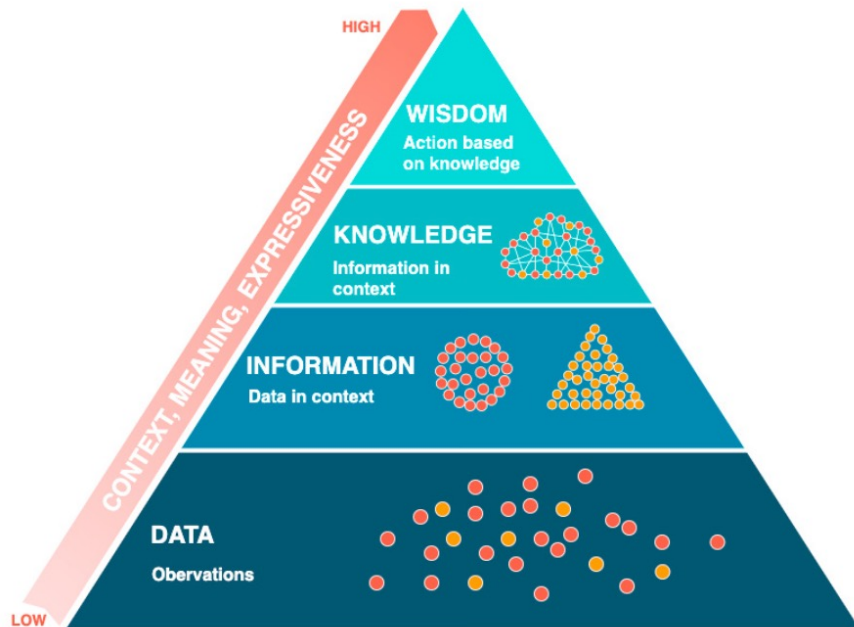 HIGH
CONTEXT, MEANING, EXPRESSIVENESS
LOW
WISDOM
Action based
on knowledge
KNOWLEDGE
Information in
context
INFORMATION
Data in context
DATA
Obervations